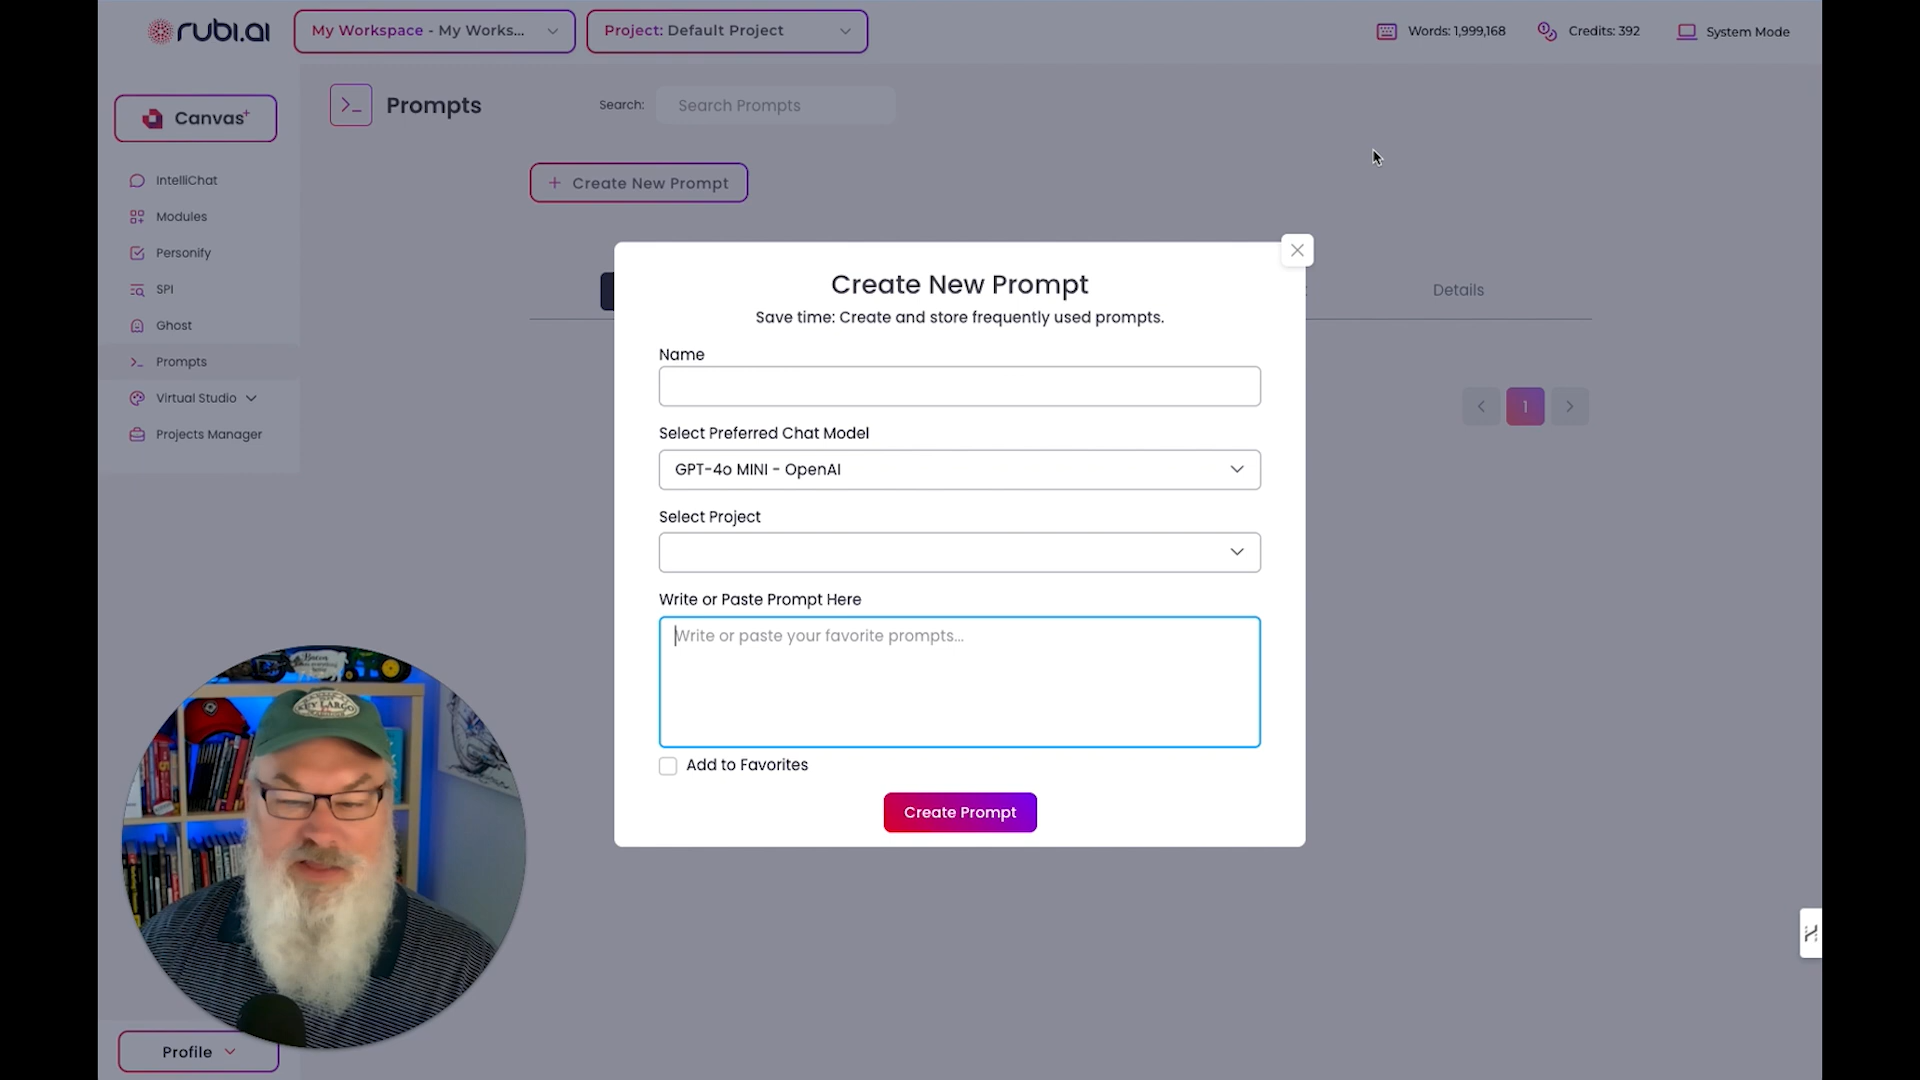 rubi.ai
My Workspace - My Works...
Project: Default Project
Words: 1,999,168
Credits: 392
System Mode
Canvas+
IntelliChat
Modules
Personify
SPI
Ghost
Prompts
Virtual Studio
Projects Manager
Profile
>_ Prompts
Search:
Search Prompts
+ Create New Prompt
Details
1
Create New Prompt
Save time: Create and store frequently used prompts.
Name
Select Preferred Chat Model
GPT-4o MINI - OpenAI
Select Project
Write or Paste Prompt Here
Write or paste your favorite prompts...
Add to Favorites
Create Prompt
KEY LARGO
Bacon